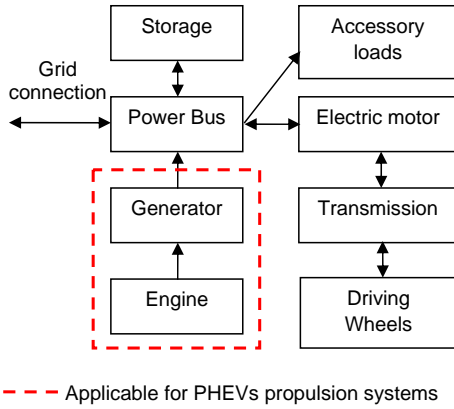 Storage
Accessory
loads
Grid
connection
Power Bus
Electric motor
Generator
Transmission
Engine
Driving
Wheels
Applicable for PHEVs propulsion systems